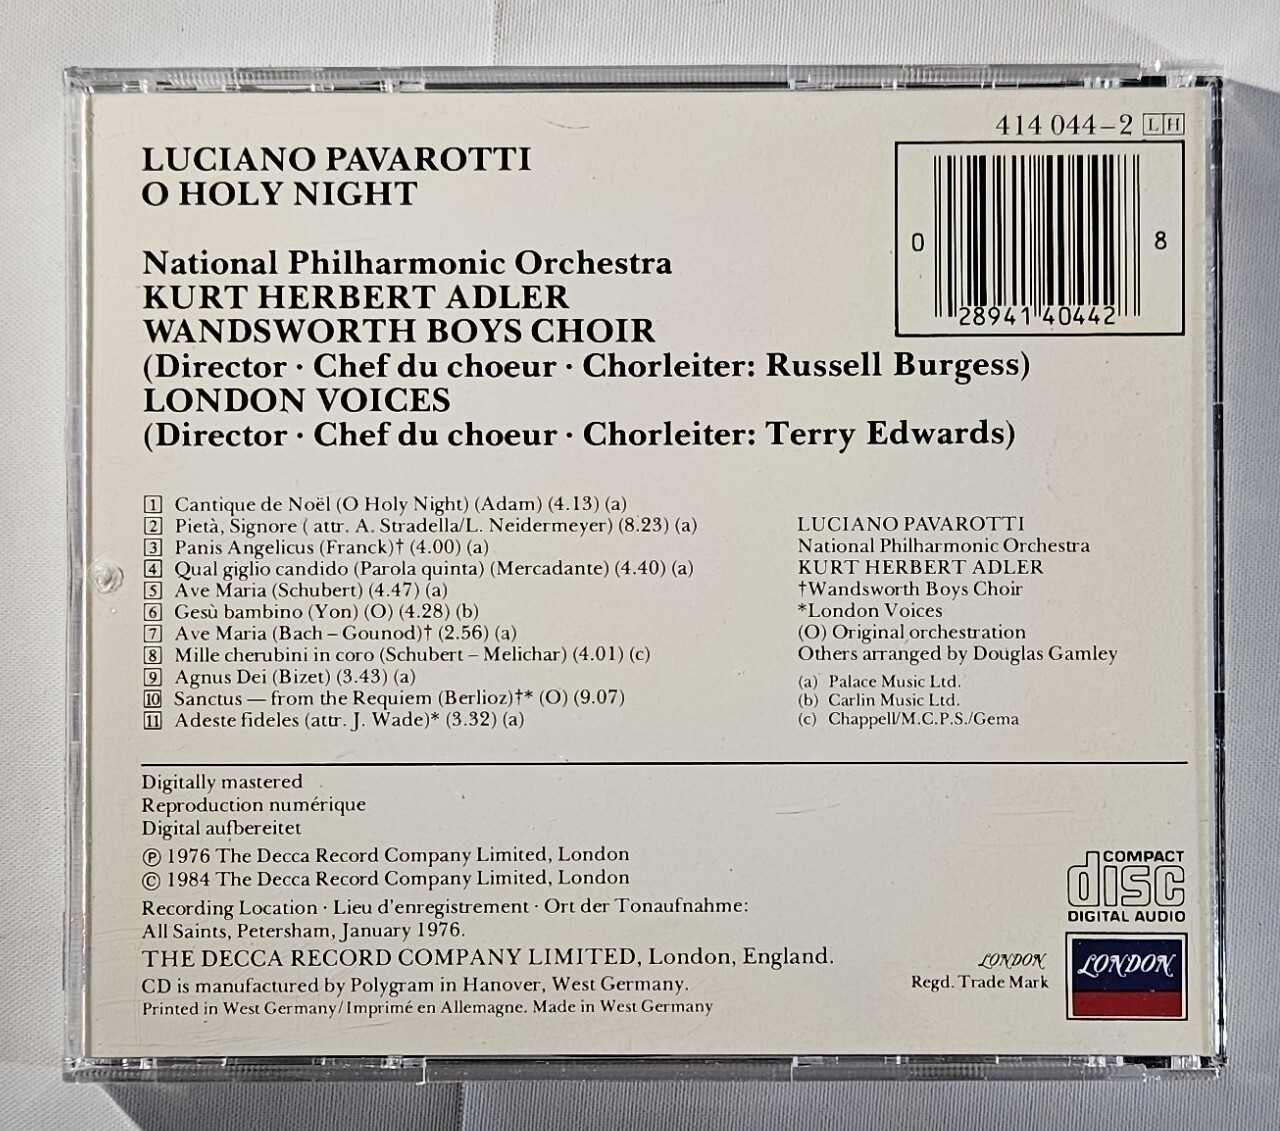 414 044–2 LH
LUCIANO PAVAROTTI
O HOLY NIGHT
0 28941 40442 8
National Philharmonic Orchestra
KURT HERBERT ADLER
WANDSWORTH BOYS CHOIR
(Director · Chef du choeur · Chorleiter: Russell Burgess)
LONDON VOICES
(Director · Chef du choeur · Chorleiter: Terry Edwards)
1 Cantique de Noël (O Holy Night) (Adam) (4.13) (a)
2 Pietà, Signore ( attr. A. Stradella/L. Neidermeyer) (8.23) (a)
3 Panis Angelicus (Franck)† (4.00) (a)
4 Qual giglio candido (Parola quinta) (Mercadante) (4.40) (a)
5 Ave Maria (Schubert) (4.47) (a)
6 Gesù bambino (Yon) (O) (4.28) (b)
7 Ave Maria (Bach – Gounod)† (2.56) (a)
8 Mille cherubini in coro (Schubert – Melichar) (4.01) (c)
9 Agnus Dei (Bizet) (3.43) (a)
10 Sanctus — from the Requiem (Berlioz)†* (O) (9.07)
11 Adeste fideles (attr. J. Wade)* (3.32) (a)
LUCIANO PAVAROTTI
National Philharmonic Orchestra
KURT HERBERT ADLER
†Wandsworth Boys Choir
*London Voices
(O) Original orchestration
Others arranged by Douglas Gamley
(a) Palace Music Ltd.
(b) Carlin Music Ltd.
(c) Chappell/M.C.P.S./Gema
Digitally mastered
Reproduction numérique
Digital aufbereitet
℗ 1976 The Decca Record Company Limited, London
© 1984 The Decca Record Company Limited, London
Recording Location · Lieu d'enregistrement · Ort der Tonaufnahme:
All Saints, Petersham, January 1976.
THE DECCA RECORD COMPANY LIMITED, London, England.
CD is manufactured by Polygram in Hanover, West Germany.
Printed in West Germany/Imprimé en Allemagne. Made in West Germany
COMPACT
disc
DIGITAL AUDIO
LONDON
Regd. Trade Mark
LONDON